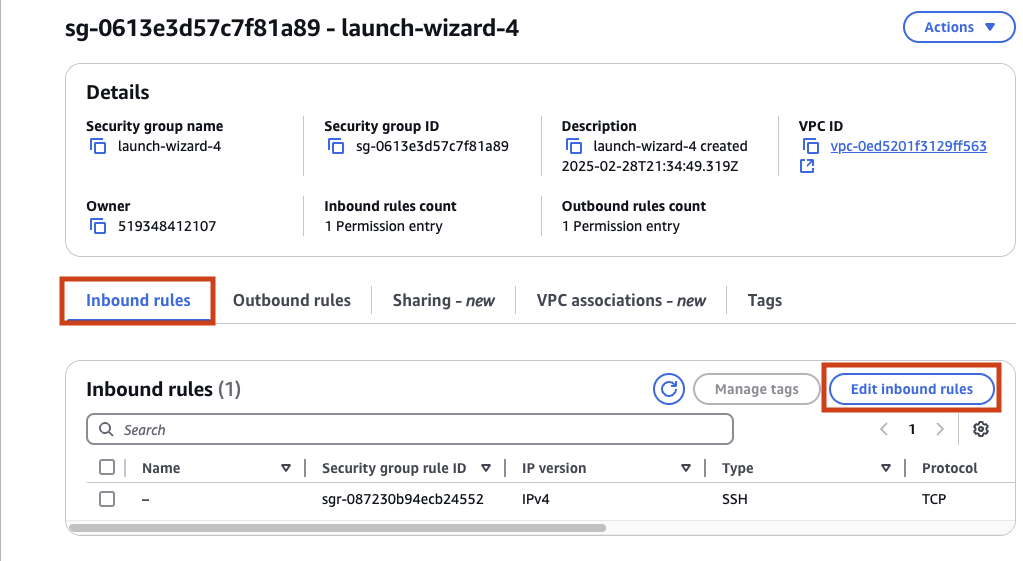 sg-0613e3d57c7f81a89 - launch-wizard-4
Actions
Details
Security group name
launch-wizard-4
Security group ID
sg-0613e3d57c7f81a89
Description
launch-wizard-4 created
2025-02-28T21:34:49.319Z
VPC ID
vpc-0ed5201f3129ff563
Owner
519348412107
Inbound rules count
1 Permission entry
Outbound rules count
1 Permission entry
Inbound rules
Outbound rules
Sharing - new
VPC associations - new
Tags
Inbound rules (1)
Manage tags
Edit inbound rules
Search
1
Name
Security group rule ID
IP version
Type
Protocol
–
sgr-087230b94ecb24552
IPv4
SSH
TCP